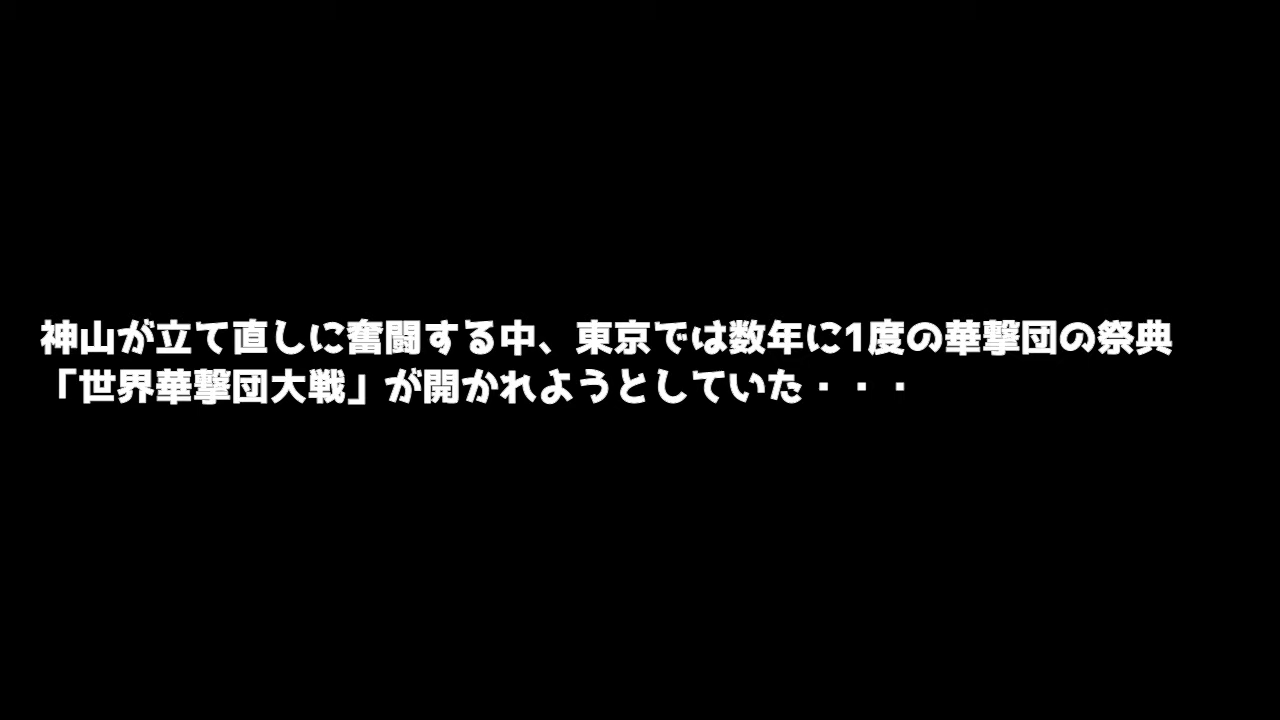 神山が立て直しに奮闘する中、東京では数年に1度の華撃団の祭典
「世界華撃団大戦」が開かれようとしていた・・・